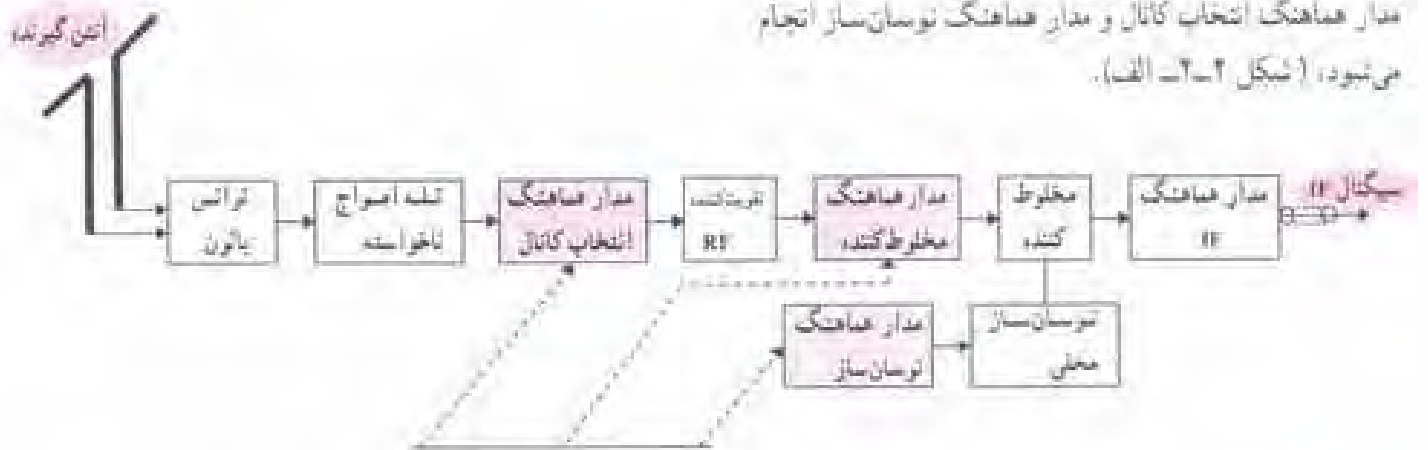 مدار هماهنگ انتخاب کانال و مدار هماهنگ نوسان‌ساز انجام
می‌شود، (شکل ۲-۴- الف).
آنتن گیرنده
ترانس
بالون
تله امواج
ناخواسته
مدار هماهنگ
انتخاب کانال
تقویت‌کننده
RF
مدار هماهنگ
مخلوط‌کننده
مخلوط
کننده
مدار هماهنگ
IF
سیگنال IF
مدار هماهنگ
نوسان‌ساز
نوسان‌ساز
محلی